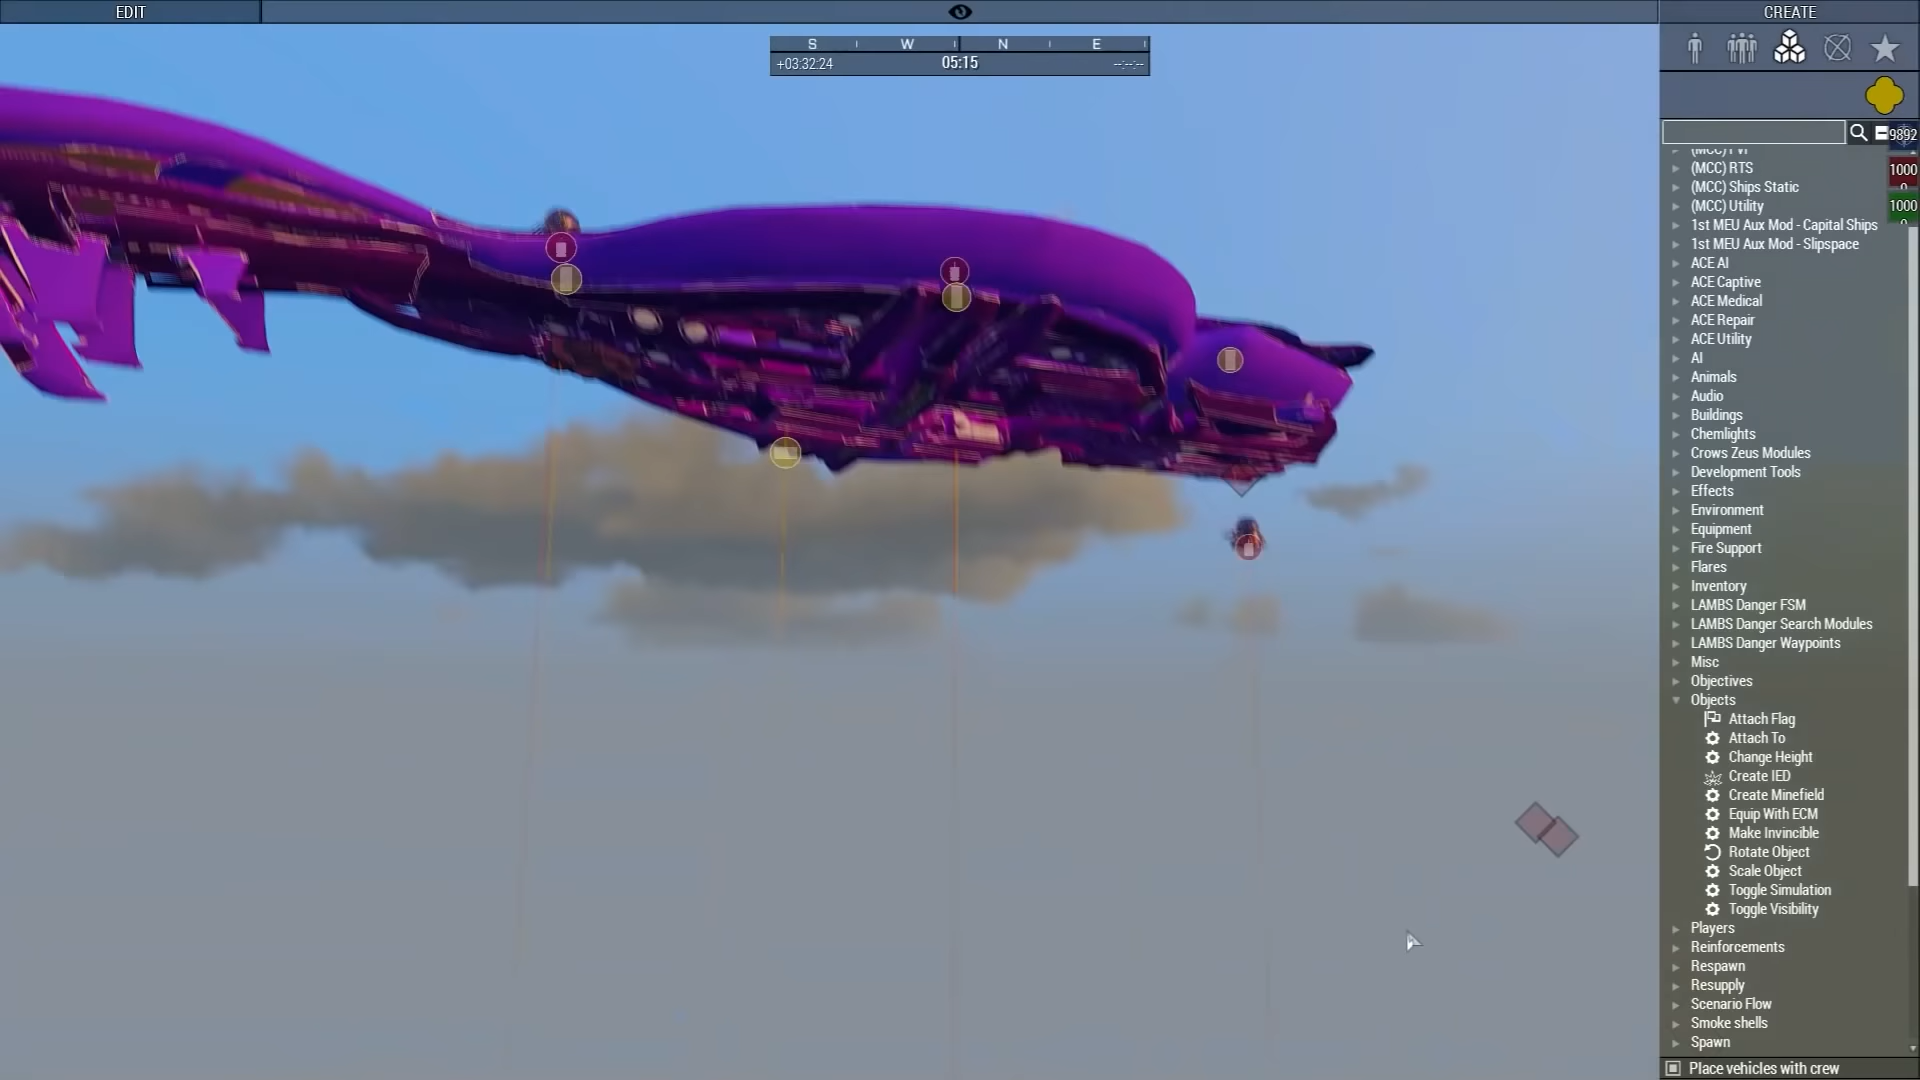 EDIT
CREATE
S W N E
+03:32:24 05:15 --:--:--
9892
(MCC) RTS
1000
0
(MCC) Ships Static
(MCC) Utility
1000
0
1st MEU Aux Mod - Capital Ships
1st MEU Aux Mod - Slipspace
ACE AI
ACE Captive
ACE Medical
ACE Repair
ACE Utility
AI
Animals
Audio
Buildings
Chemlights
Crows Zeus Modules
Development Tools
Effects
Environment
Equipment
Fire Support
Flares
Inventory
LAMBS Danger FSM
LAMBS Danger Search Modules
LAMBS Danger Waypoints
Misc
Objectives
Objects
Attach Flag
Attach To
Change Height
Create IED
Create Minefield
Equip With ECM
Make Invincible
Rotate Object
Scale Object
Toggle Simulation
Toggle Visibility
Players
Reinforcements
Respawn
Resupply
Scenario Flow
Smoke shells
Spawn
Place vehicles with crew